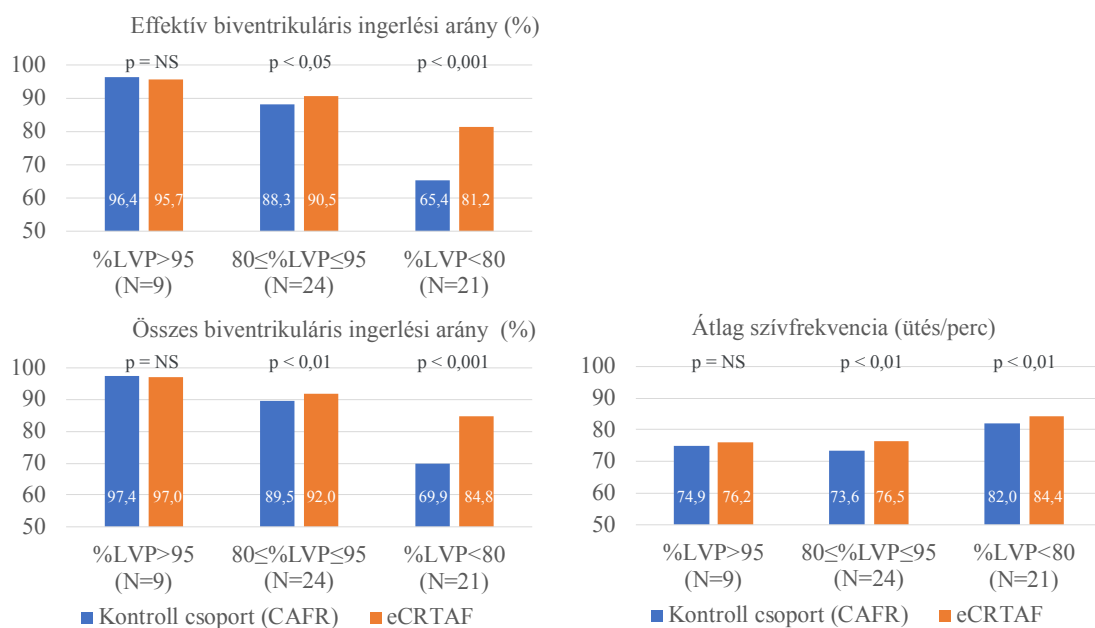 Effektív biventrikuláris ingerlési arány (%)
p = NS p < 0,05 p < 0,001
100
90
80
70
60
50
96,4 95,7 88,3 90,5 65,4 81,2
%LVP>95 80≤%LVP≤95 %LVP<80
(N=9) (N=24) (N=21)
Összes biventrikuláris ingerlési arány (%)
p = NS p < 0,01 p < 0,001
100
90
80
70
60
50
97,4 97,0 89,5 92,0 69,9 84,8
%LVP>95 80≤%LVP≤95 %LVP<80
(N=9) (N=24) (N=21)
Kontroll csoport (CAFR) eCRTAF
Átlag szívfrekvencia (ütés/perc)
p = NS p < 0,01 p < 0,01
100
90
80
70
60
50
74,9 76,2 73,6 76,5 82,0 84,4
%LVP>95 80≤%LVP≤95 %LVP<80
(N=9) (N=24) (N=21)
Kontroll csoport (CAFR) eCRTAF